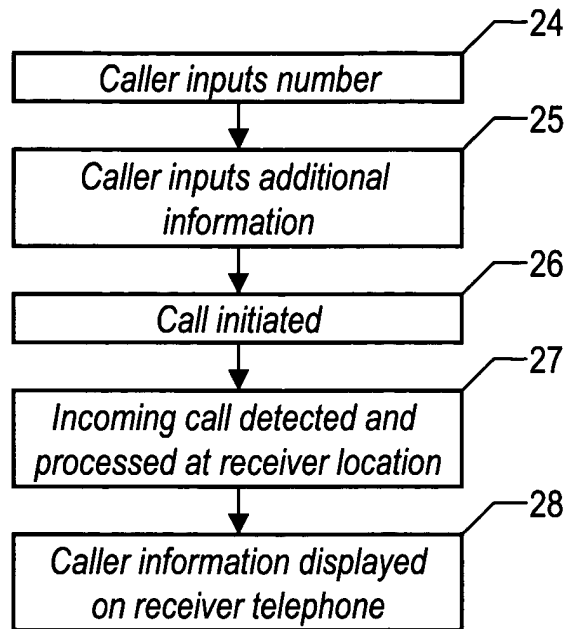 24
Caller inputs number
25
Caller inputs additional
information
26
Call initiated
27
Incoming call detected and
processed at receiver location
28
Caller information displayed
on receiver telephone